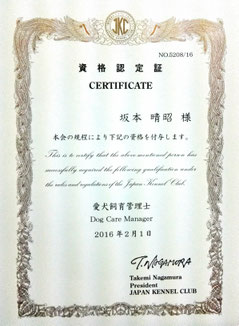 JKC
NO.5208/16
資格認定証
CERTIFICATE
坂本 晴昭 様
本会の規程により下記の資格を付与します。
This is to certify that the above mentioned person has
successfully acquired the following qualification under
the rules and regulations of the Japan Kennel Club.
愛犬飼育管理士
Dog Care Manager
2016年2月1日
T. NAGAMURA
Takemi Nagamura
President
JAPAN KENNEL CLUB